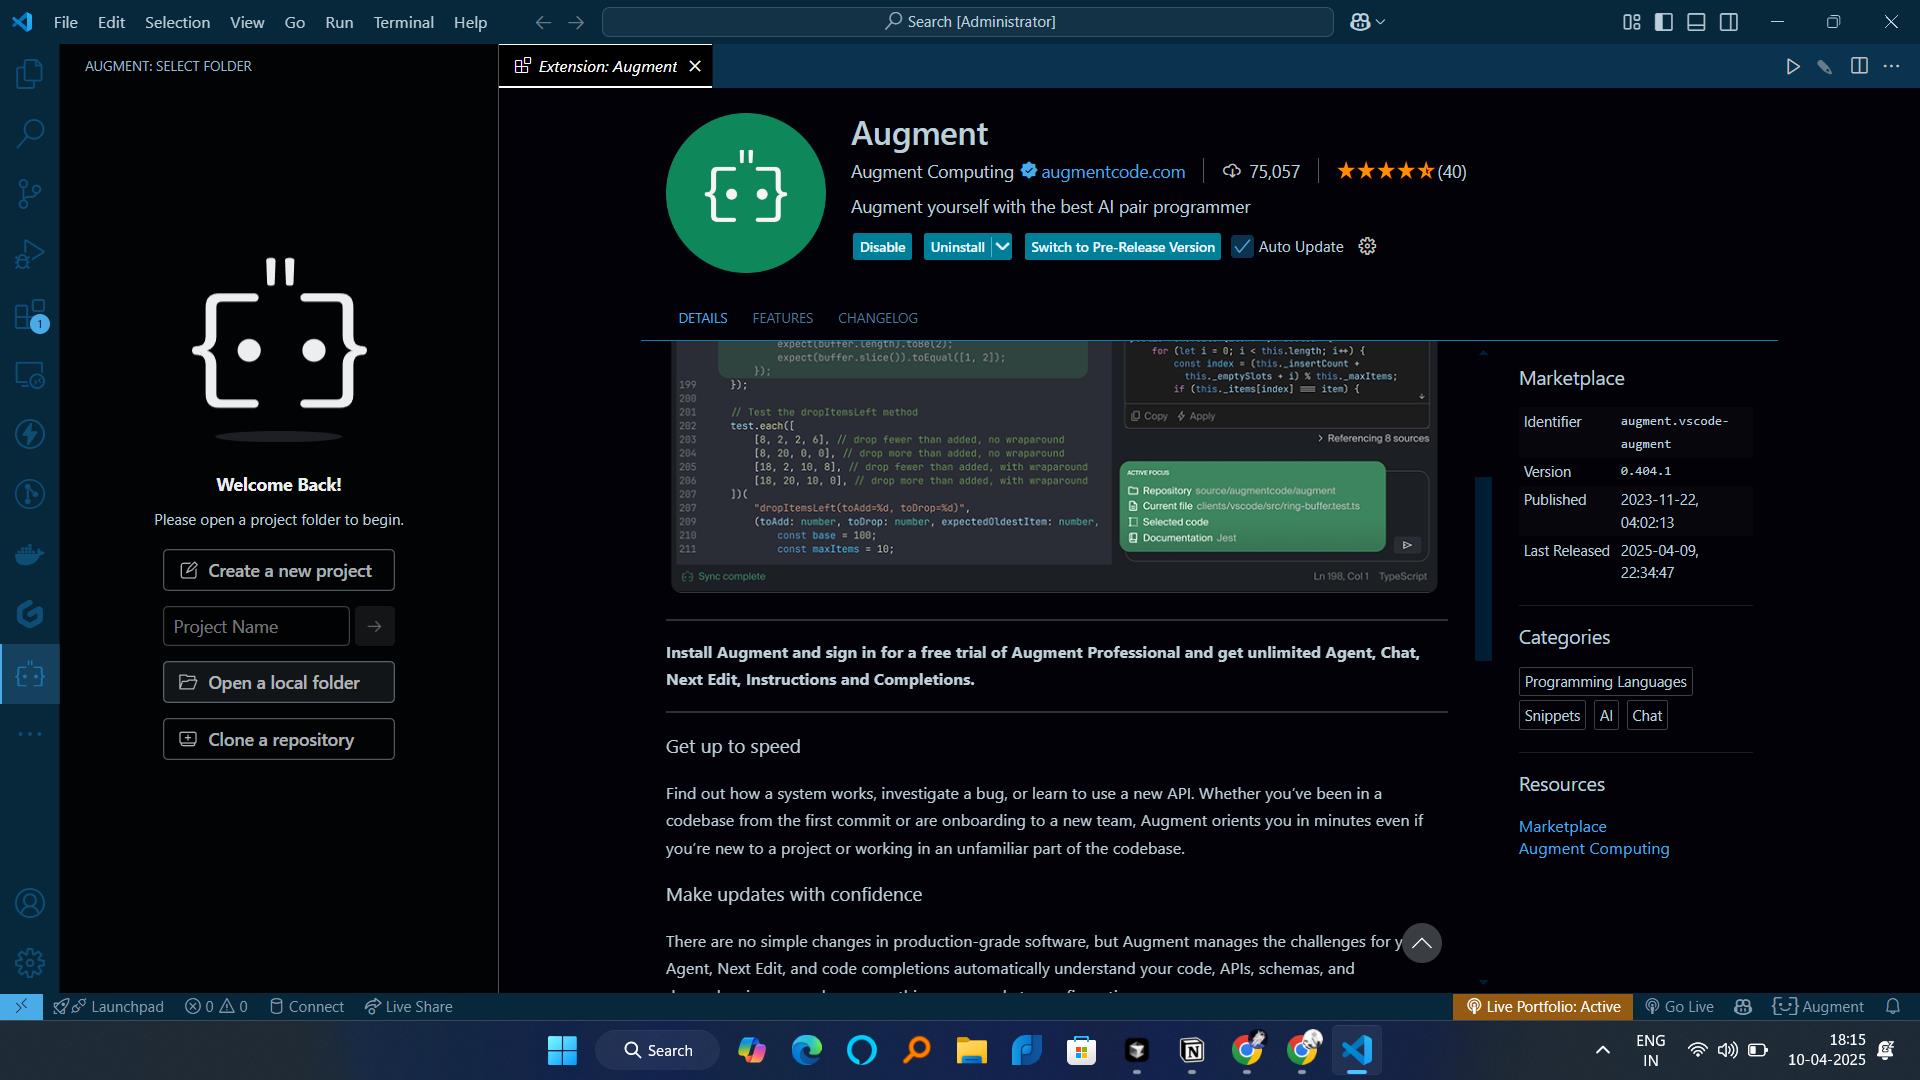 File Edit Selection View Go Run Terminal Help
Search [Administrator]
AUGMENT: SELECT FOLDER
Extension: Augment
Augment
Augment Computing augmentcode.com 75,057 (40)
Augment yourself with the best AI pair programmer
Disable Uninstall Switch to Pre-Release Version Auto Update
DETAILS FEATURES CHANGELOG
1
Welcome Back!
Please open a project folder to begin.
Create a new project
Project Name
Open a local folder
Clone a repository
expect(buffer.length).toBe(2);
expect(buffer.slice()).toEqual([1, 2]);
});
199 });
200
201 // Test the dropItemsLeft method
202 test.each([
203 [8, 2, 2, 6], // drop fewer than added, no wraparound
204 [8, 20, 0, 0], // drop more than added, no wraparound
205 [18, 2, 10, 8], // drop fewer than added, with wraparound
206 [18, 20, 10, 0], // drop more than added, with wraparound
207 ])(
207 "dropItemsLeft(toAdd=%d, toDrop=%d)",
209 (toAdd: number, toDrop: number, expectedOldestItem: number,
210 const base = 100;
211 const maxItems = 10;
for (let i = 0; i < this.length; i++) {
const index = (this._insertCount +
this._emptySlots + i) % this._maxItems;
if (this._items[index] === item) {
Copy Apply
Referencing 8 sources
ACTIVE FOCUS
Repository source/augmentcode/augment
Current file clients/vscode/src/ring-buffer.test.ts
Selected code
Documentation Jest
Sync complete
Ln 198, Col 1 TypeScript
Install Augment and sign in for a free trial of Augment Professional and get unlimited Agent, Chat,
Next Edit, Instructions and Completions.
Get up to speed
Find out how a system works, investigate a bug, or learn to use a new API. Whether you’ve been in a
codebase from the first commit or are onboarding to a new team, Augment orients you in minutes even if
you’re new to a project or working in an unfamiliar part of the codebase.
Make updates with confidence
There are no simple changes in production-grade software, but Augment manages the challenges for
Agent, Next Edit, and code completions automatically understand your code, APIs, schemas, and
Marketplace
Identifier augment.vscode-
augment
Version 0.404.1
Published 2023-11-22,
04:02:13
Last Released 2025-04-09,
22:34:47
Categories
Programming Languages
Snippets AI Chat
Resources
Marketplace
Augment Computing
Launchpad 0 0 Connect Live Share
Live Portfolio: Active Go Live Augment
Search
ENG
IN
18:15
10-04-2025